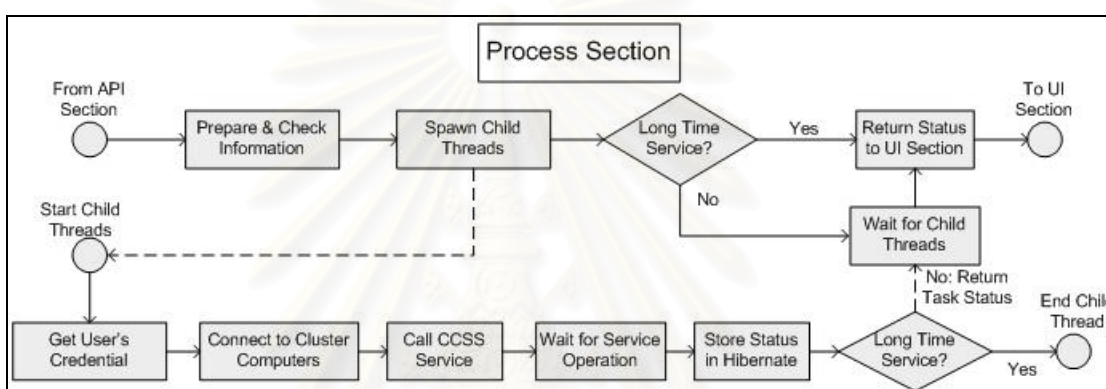 Process Section
From API
Section
To UI
Section
Prepare & Check
Information
Spawn Child
Threads
Long Time
Service?
Yes
Return Status
to UI Section
No
Start Child
Threads
Wait for Child
Threads
No: Return
Task Status
End Child
Thread
Get User's
Credential
Connect to Cluster
Computers
Call CCSS
Service
Wait for Service
Operation
Store Status
in Hibernate
Long Time
Service?
Yes